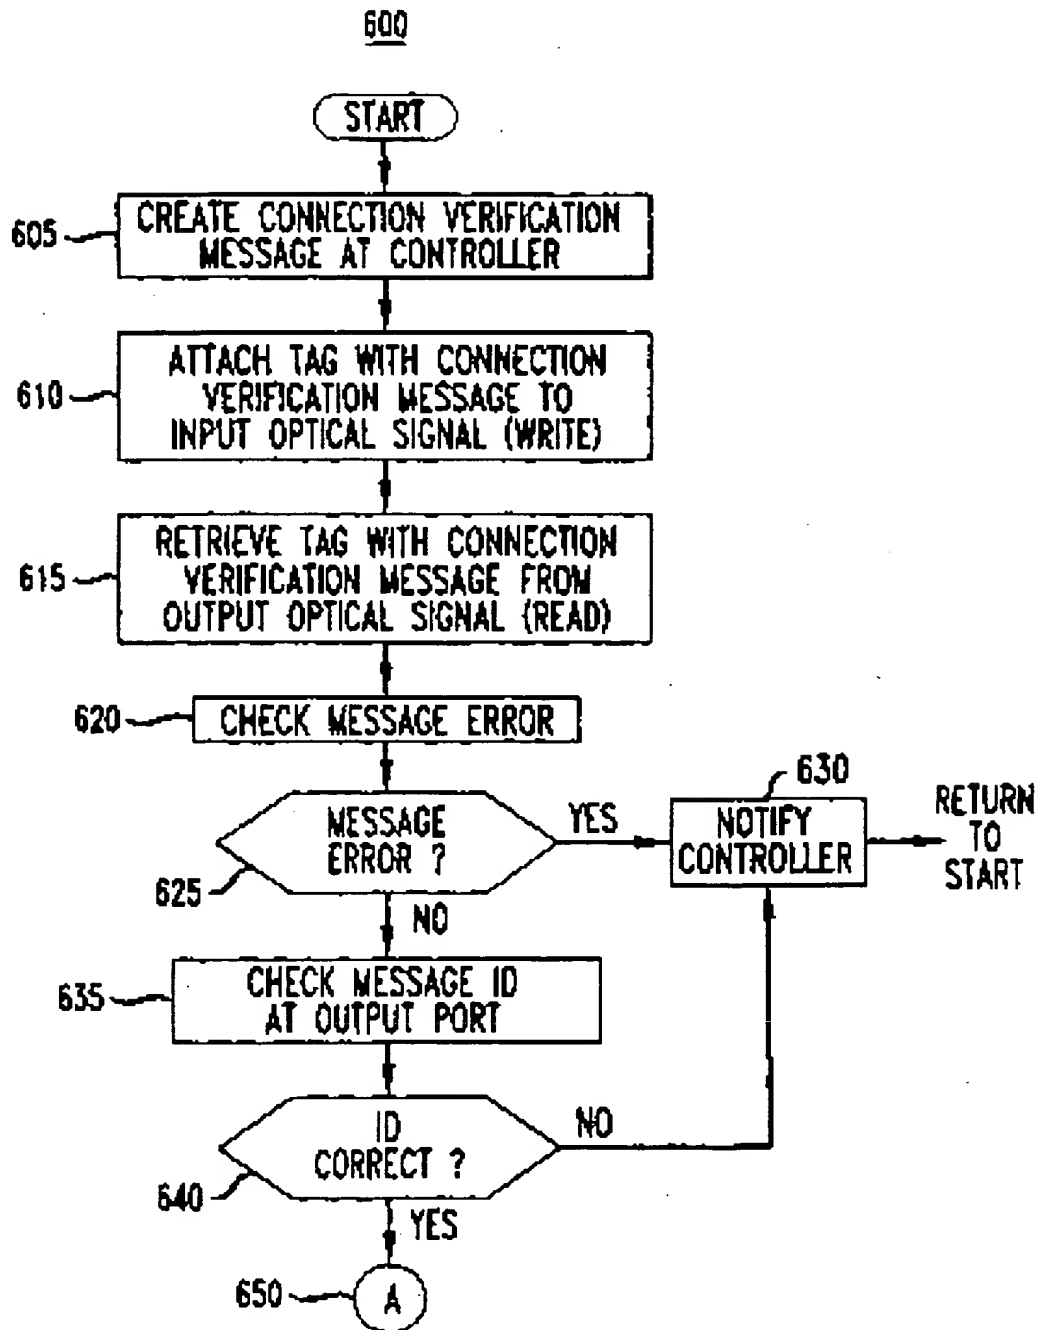 600
START
605
CREATE CONNECTION VERIFICATION
MESSAGE AT CONTROLLER
610
ATTACH TAG WITH CONNECTION
VERIFICATION MESSAGE TO
INPUT OPTICAL SIGNAL (WRITE)
615
RETRIEVE TAG WITH CONNECTION
VERIFICATION MESSAGE FROM
OUTPUT OPTICAL SIGNAL (READ)
620
CHECK MESSAGE ERROR
625
MESSAGE
ERROR ?
YES
630
NOTIFY
CONTROLLER
RETURN
TO
START
NO
635
CHECK MESSAGE ID
AT OUTPUT PORT
640
ID
CORRECT ?
NO
YES
650
A